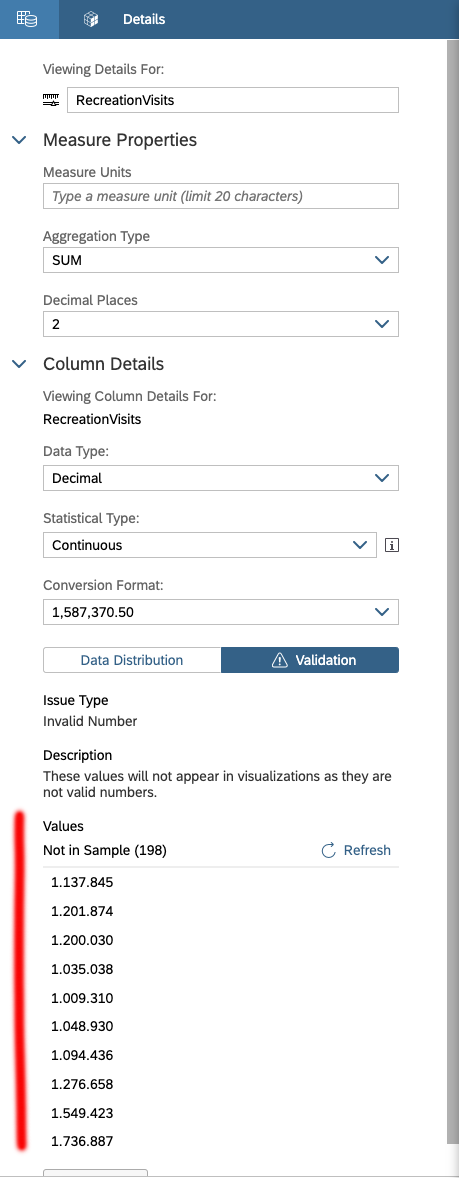 Details
Viewing Details For:
RecreationVisits
Measure Properties
Measure Units
Type a measure unit (limit 20 characters)
Aggregation Type
SUM
Decimal Places
2
Column Details
Viewing Column Details For:
RecreationVisits
Data Type:
Decimal
Statistical Type:
Continuous
Conversion Format:
1,587,370.50
Data Distribution
Validation
Issue Type
Invalid Number
Description
These values will not appear in visualizations as they are
not valid numbers.
Values
Not in Sample (198)
Refresh
1.137.845
1.201.874
1.200.030
1.035.038
1.009.310
1.048.930
1.094.436
1.276.658
1.549.423
1.736.887